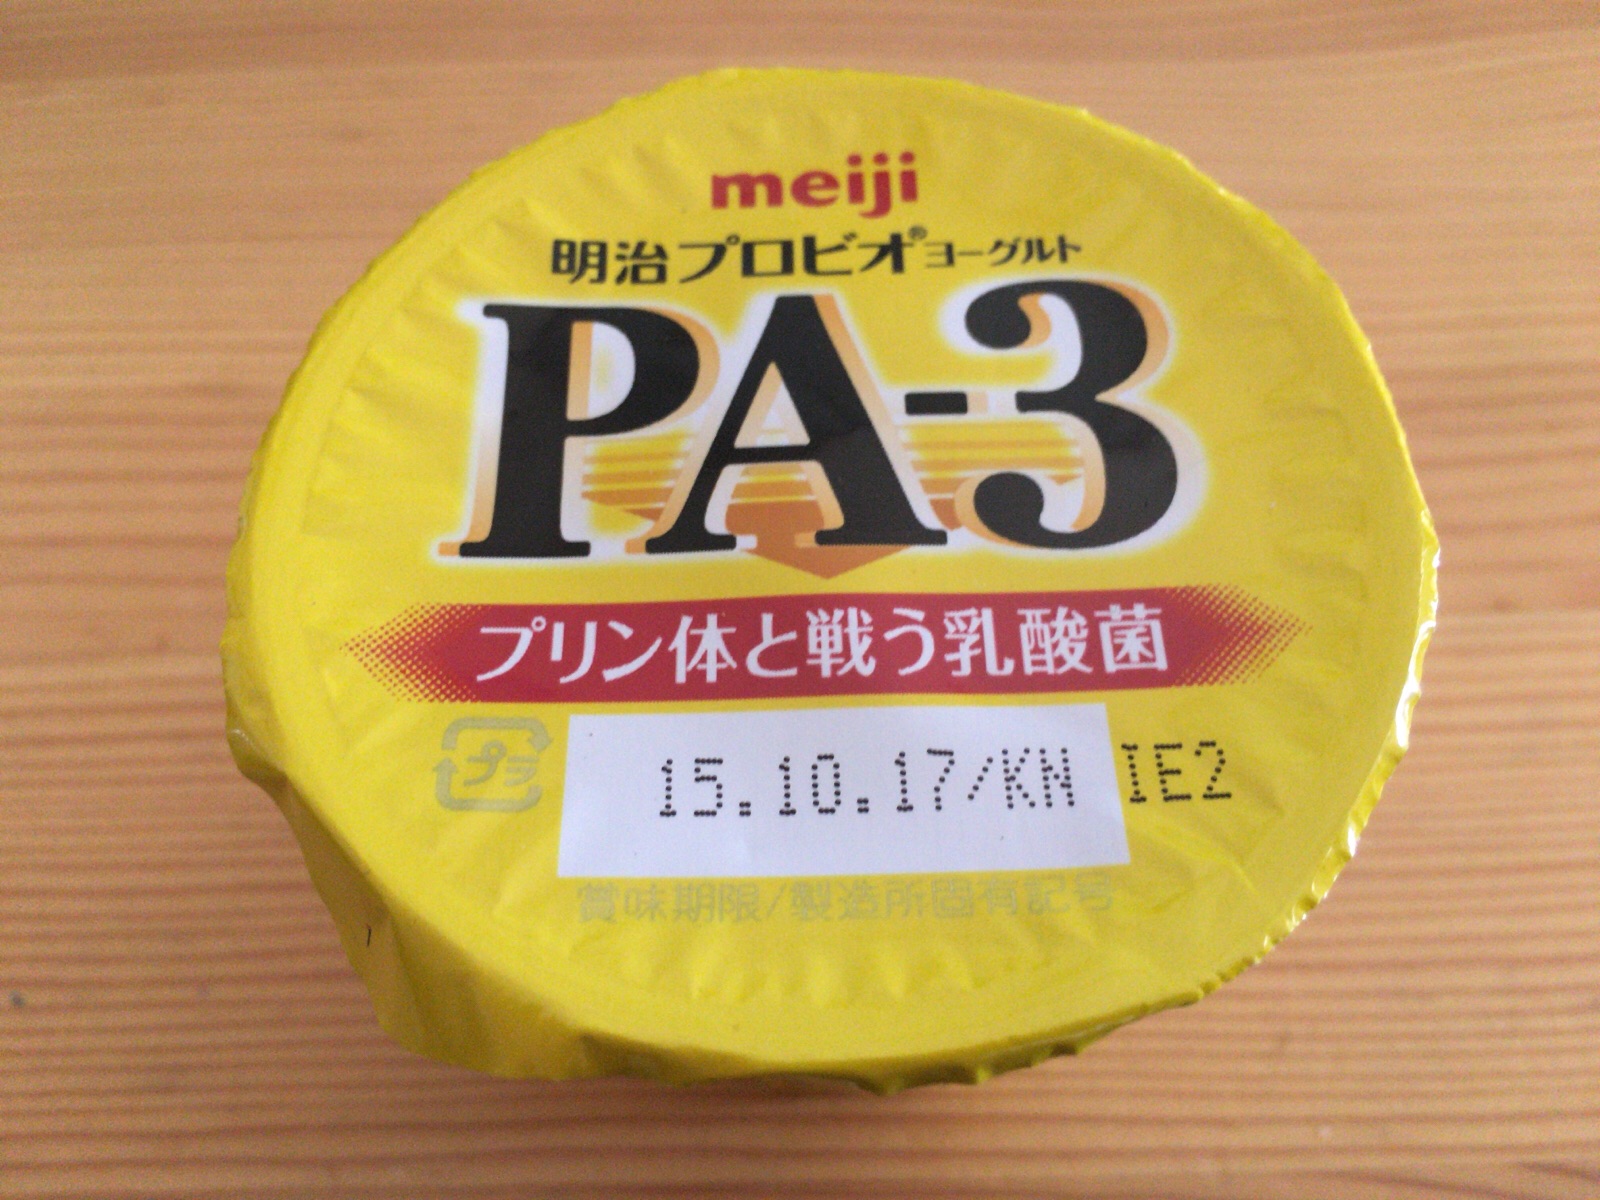 meiji
明治プロビオ®ヨーグルト
PA-3
プリン体と戦う乳酸菌
プラ
15.10.17/KN 1E2
賞味期限/製造所固有記号